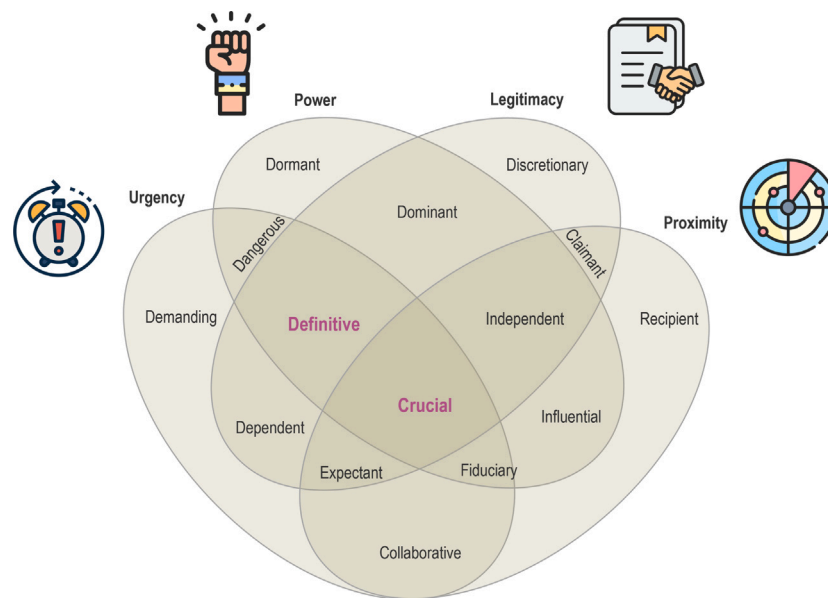 Power
Legitimacy
Dormant
Discretionary
Urgency
Dominant
Proximity
Dangerous
Claimant
Demanding
Definitive
Independent
Recipient
Crucial
Influential
Dependent
Expectant
Fiduciary
Collaborative